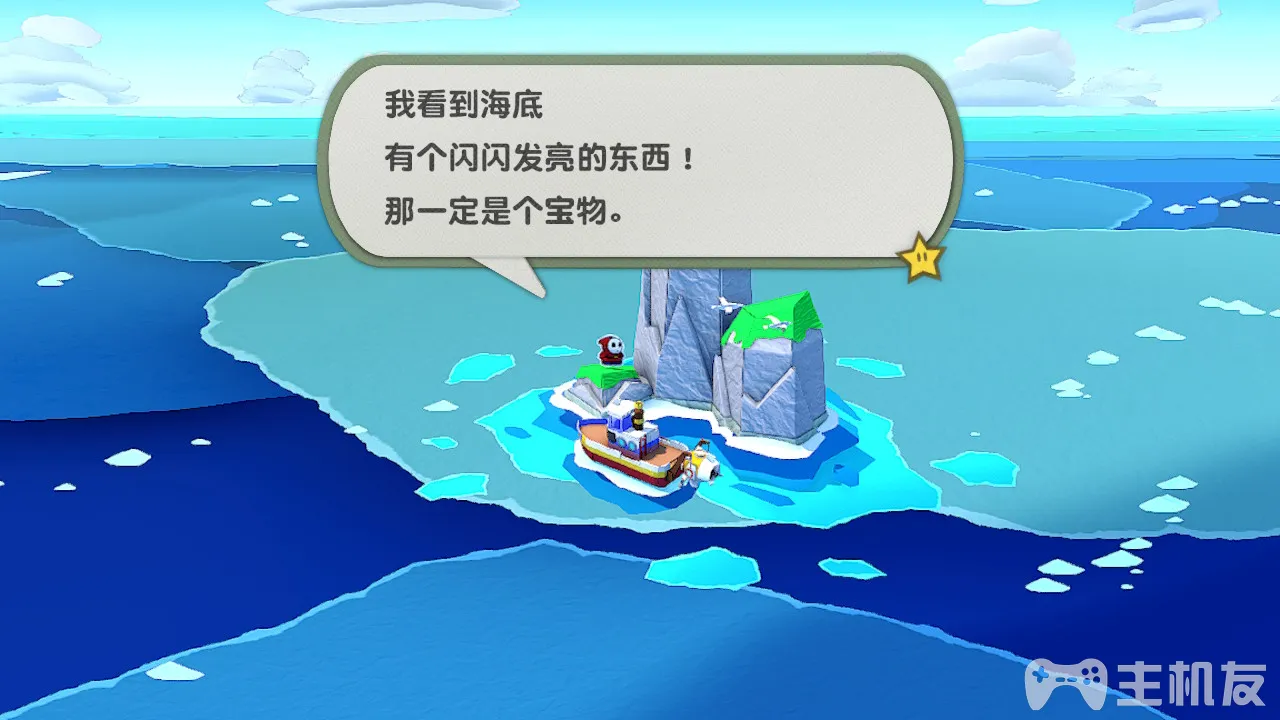 我看到海底
有个闪闪发亮的东西！
那一定是个宝物。
主机友